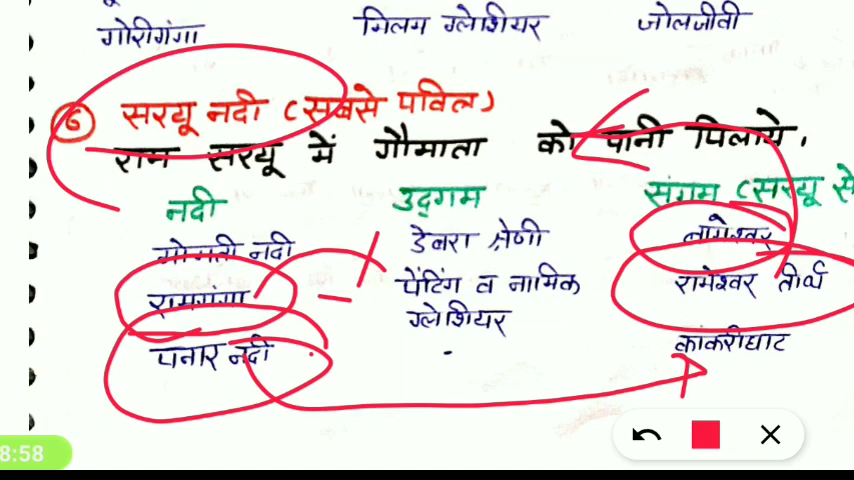 गोरीगंगा मिलम ग्लेशियर जोलजीवी
6 सरयू नदी (सबसे पवित्र)
राम सरयू में गौमाता को पानी पिलाये.
नदी उद्गम संगम (सरयू से
गोमती नदी डेबरा श्रेणी बागेश्वर
रामगंगा पोंटिंग व नामिक रामेश्वर तीर्थ
ग्लेशियर
पनार नदी - कांकरीघाट
8:58